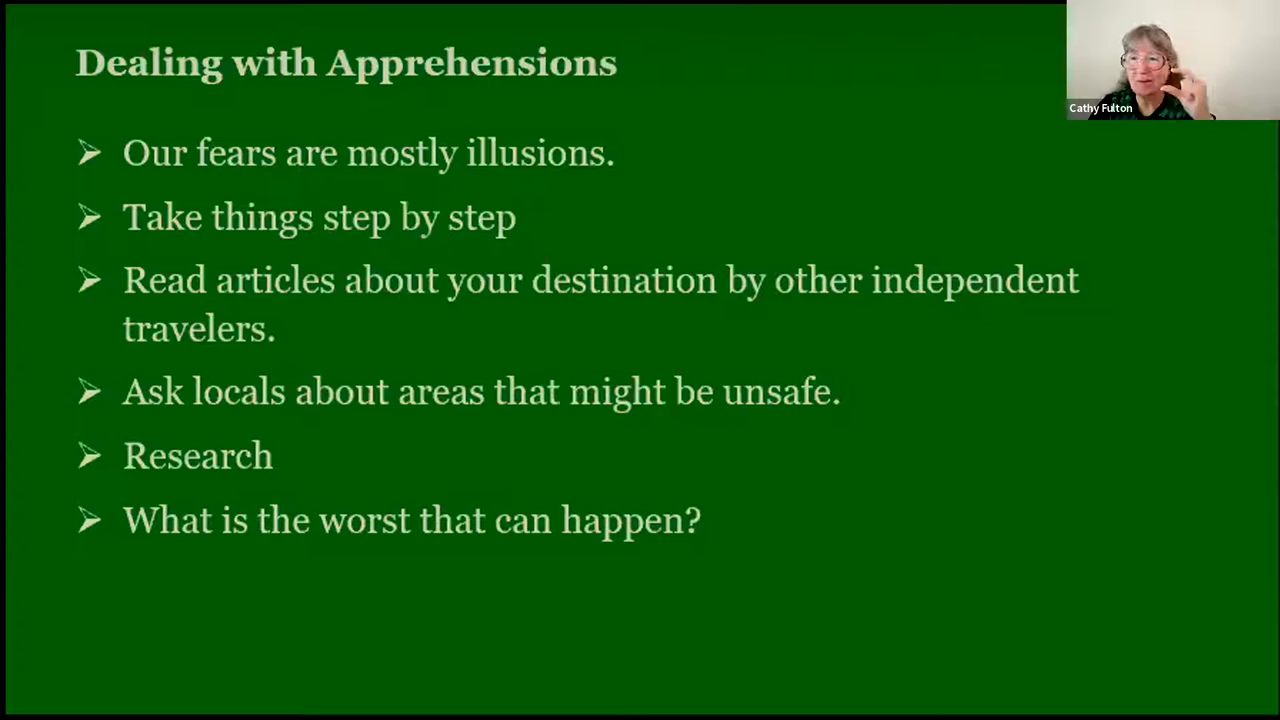 Dealing with Apprehensions
Cathy Fulton
➢ Our fears are mostly illusions.
➢ Take things step by step
➢ Read articles about your destination by other independent
travelers.
➢ Ask locals about areas that might be unsafe.
➢ Research
➢ What is the worst that can happen?